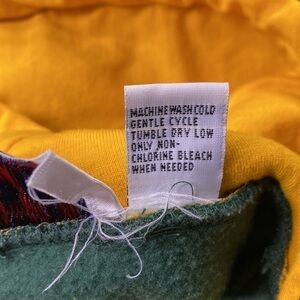 MACHINE WASH COLD
GENTLE CYCLE
TUMBLE DRY LOW
ONLY NON-
CHLORINE BLEACH
WHEN NEEDED